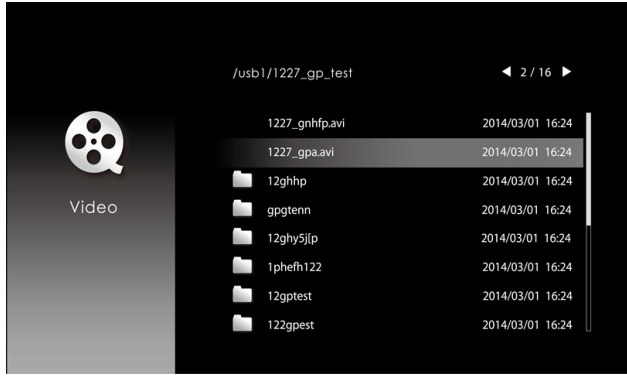 /usb1/1227_gp_test ◀ 2 / 16 ▶
1227_gnhfp.avi 2014/03/01 16:24
1227_gpa.avi 2014/03/01 16:24
12ghhp 2014/03/01 16:24
Video
gpgtenn 2014/03/01 16:24
12ghy5j[p 2014/03/01 16:24
1phefh122 2014/03/01 16:24
12gptest 2014/03/01 16:24
122gpest 2014/03/01 16:24